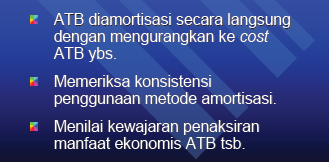 ATB diamortisasi secara langsung
dengan mengurangkan ke cost
ATB ybs.
Memeriksa konsistensi
penggunaan metode amortisasi.
Menilai kewajaran penaksiran
manfaat ekonomis ATB tsb.